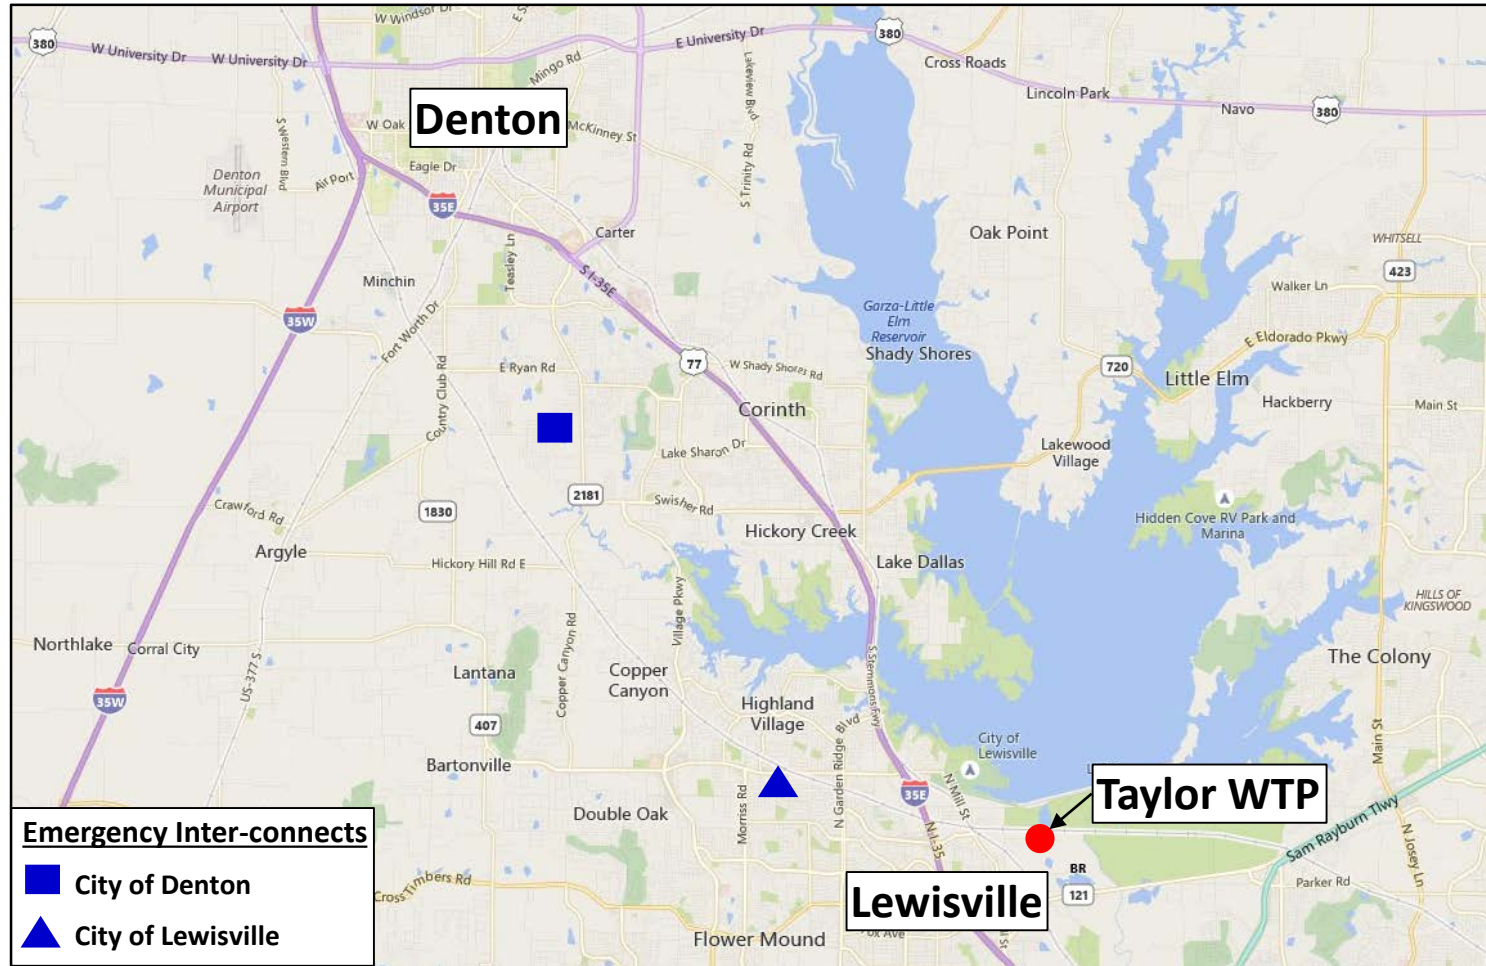 W Windsor Dr
380
W University Dr
W University Dr
E University Dr
380
Cross Roads
Mingo Rd
Lakeview Blvd
Lincoln Park
Navo
380
Denton
W Oak
McKinney St
S Western Blvd
Eagle Dr
Air Port
Denton
Municipal
Airport
35E
S Trinity Rd
Carter
Oak Point
WHITSELL
423
Teasley Ln
S I-35E
Minchin
Walker Ln
35W
Fort Worth Dr
Garza-Little
Elm
Reservoir
E Eldorado Pkwy
Shady Shores
77
W Shady Shores Rd
720
E Ryan Rd
Little Elm
Country Club Rd
Corinth
Hackberry
Main St
Lake Sharon Dr
Lakewood
Village
2181
Swisher Rd
Crawford Rd
1830
Hickory Creek
Hidden Cove RV Park and
Marina
Argyle
Hickory Hill Rd E
Lake Dallas
HILLS OF
KINGSWOOD
Village Pkwy
Northlake
Corral City
US-377 S
Lantana
Copper Canyon Rd
Copper
Canyon
S Stemmons Fwy
The Colony
35W
407
Highland
Village
N Garden Ridge Blvd
City of
Lewisville
Main St
Bartonville
35E
N Mill St
Taylor WTP
Double Oak
Morriss Rd
N I-35
Sam Rayburn Tlwy
N Josey Ln
Emergency Inter-connects
City of Denton
City of Lewisville
Cross Timbers Rd
BR
121
Parker Rd
Lewisville
Flower Mound
Fox Ave